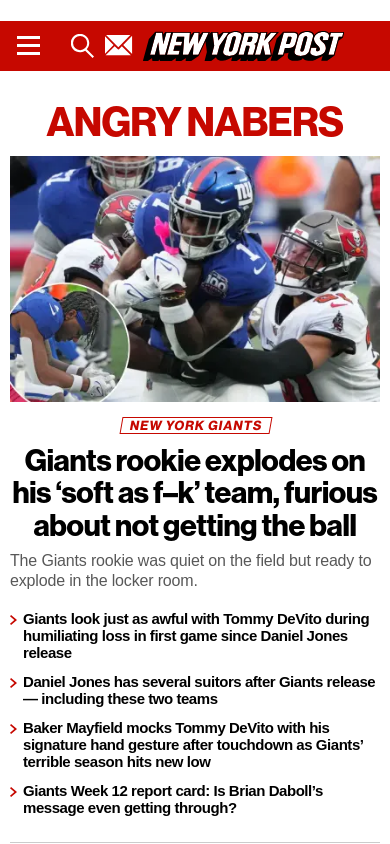 NEW YORK POST
ANGRY NABERS
1
1
100
NEW YORK GIANTS
Giants rookie explodes on
his ‘soft as f–k’ team, furious
about not getting the ball
The Giants rookie was quiet on the field but ready to
explode in the locker room.
Giants look just as awful with Tommy DeVito during
humiliating loss in first game since Daniel Jones
release
Daniel Jones has several suitors after Giants release
— including these two teams
Baker Mayfield mocks Tommy DeVito with his
signature hand gesture after touchdown as Giants’
terrible season hits new low
Giants Week 12 report card: Is Brian Daboll’s
message even getting through?